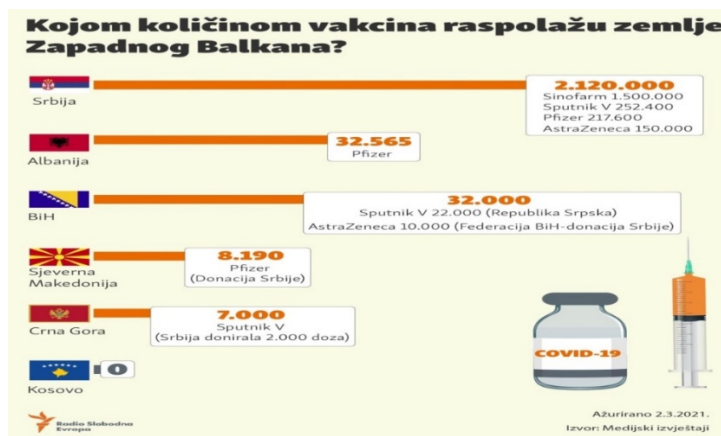 Kojom količinom vakcina raspolažu zemlje
Zapadnog Balkana?
Srbija
2.120.000
Sinofarm 1.500.000
Sputnik V 252.400
Pfizer 217.600
AstraZeneca 150.000
Albanija
32.565
Pfizer
BiH
32.000
Sputnik V 22.000 (Republika Srpska)
AstraZeneca 10.000 (Federacija BiH-donacija Srbije)
Sjeverna
Makedonija
8.190
Pfizer
(Donacija Srbije)
Crna Gora
7.000
Sputnik V
(Srbija donirala 2.000 doza)
Kosovo
0
COVID-19
Radio Slobodna
Evropa
Ažurirano 2.3.2021.
Izvor: Medijski izvještaji